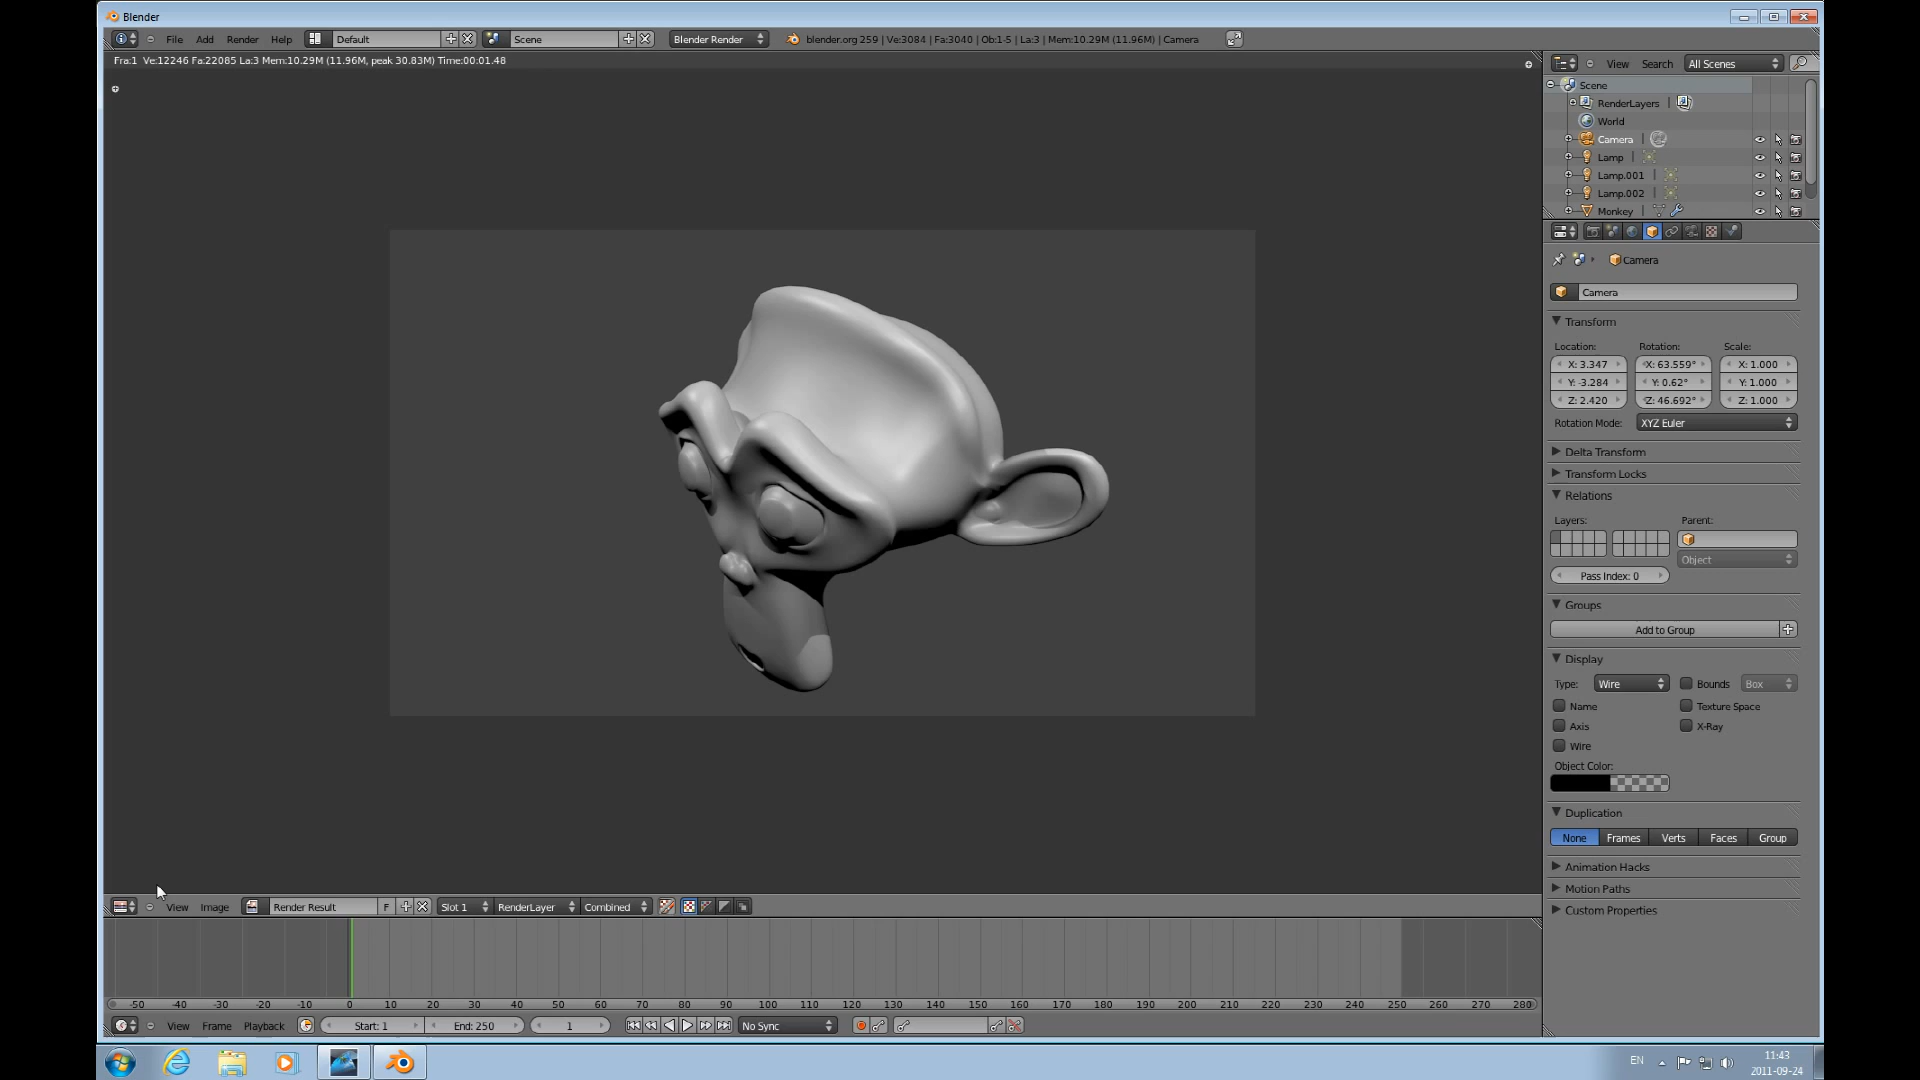 Blender
File Add Render Help Default Scene Blender Render blender.org 259 | Ve:3084 | Fa:3040 | Ob:1-5 | La:3 | Mem:10.29M (11.96M) | Camera
Fra:1 Ve:12246 Fa:22085 La:3 Mem:10.29M (11.96M, peak 30.83M) Time:00:01.48
View Search All Scenes
Scene
RenderLayers |
World
Camera |
Lamp |
Lamp.001 |
Lamp.002 |
Monkey |
Camera
Camera
Transform
Location: Rotation: Scale:
X: 3.347 X: 63.559° X: 1.000
Y: -3.284 Y: 0.62° Y: 1.000
Z: 2.420 Z: 46.692° Z: 1.000
Rotation Mode: XYZ Euler
Delta Transform
Transform Locks
Relations
Layers: Parent:
Object
Pass Index: 0
Groups
Add to Group
Display
Type: Wire Bounds Box
Name Texture Space
Axis X-Ray
Wire
Object Color:
Duplication
None Frames Verts Faces Group
Animation Hacks
Motion Paths
Custom Properties
View Image Render Result F Slot 1 RenderLayer Combined
-50 -40 -30 -20 -10 0 10 20 30 40 50 60 70 80 90 100 110 120 130 140 150 160 170 180 190 200 210 220 230 240 250 260 270 280
View Frame Playback Start: 1 End: 250 1 No Sync
EN 11:43
2011-09-24